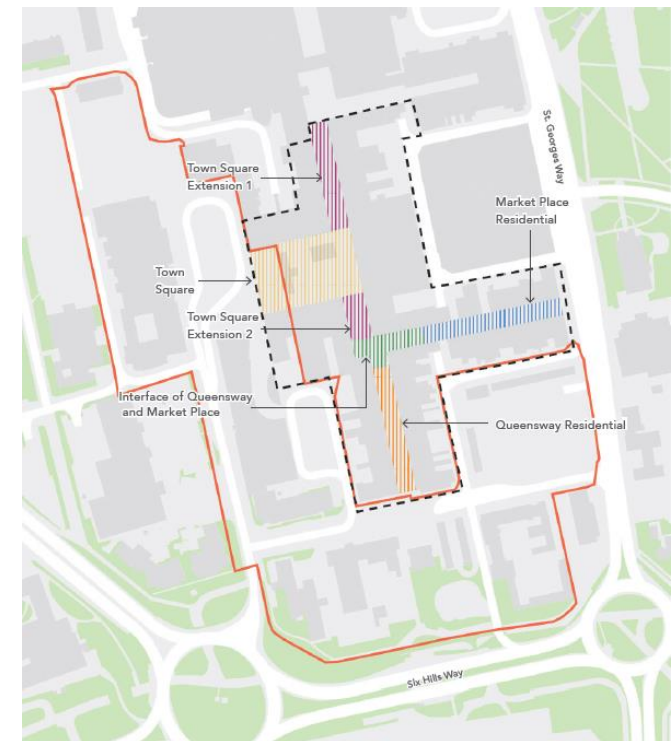 St. Georges Way
Town Square
Extension 1
Market Place
Residential
Town
Square
Town Square
Extension 2
Interface of Queensway
and Market Place
Queensway Residential
Six Hills Way